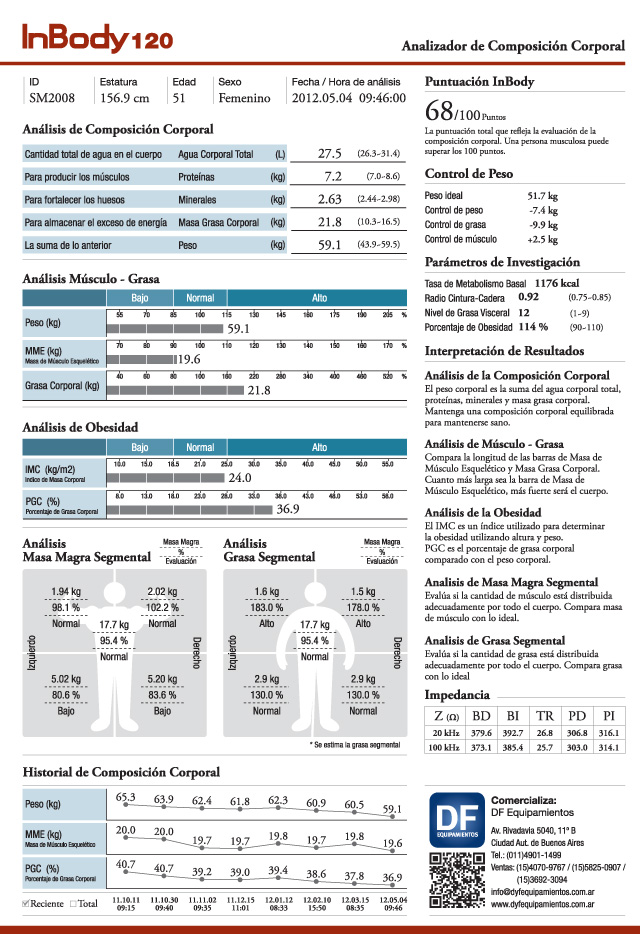 InBody120
Analizador de Composición Corporal
ID Estatura Edad Sexo Fecha / Hora de análisis
SM2008 156.9 cm 51 Femenino 2012.05.04 09:46:00
Análisis de Composición Corporal
Cantidad total de agua en el cuerpo Agua Corporal Total (L) 27.5 (26.3~31.4)
Para producir los músculos Proteínas (kg) 7.2 (7.0~8.6)
Para fortalecer los huesos Minerales (kg) 2.63 (2.44~2.98)
Para almacenar el exceso de energía Masa Grasa Corporal (kg) 21.8 (10.3~16.5)
La suma de lo anterior Peso (kg) 59.1 (43.9~59.5)
Análisis Músculo - Grasa
Bajo Normal Alto
Peso (kg) 55 70 85 100 115 130 145 160 175 190 205 %
59.1
MME (kg) 70 80 90 100 110 120 130 140 150 160 170 %
Masa de Músculo Esquelético 19.6
Grasa Corporal (kg) 40 60 80 100 160 220 280 340 400 460 520 %
21.8
Análisis de Obesidad
Bajo Normal Alto
IMC (kg/m2) 10.0 15.0 18.5 21.0 25.0 30.0 35.0 40.0 45.0 50.0 55.0
Indice de Masa Corporal 24.0
PGC (%) 8.0 13.0 18.0 23.0 28.0 33.0 38.0 43.0 48.0 53.0 58.0
Porcentaje de Grasa Corporal 36.9
Análisis
Masa Magra Segmental
Masa Magra
%
Evaluación
1.94 kg 2.02 kg
98.1 % 102.2 %
Normal Normal
17.7 kg
95.4 %
Normal
Izquierdo
Derecho
5.02 kg 5.20 kg
80.6 % 83.6 %
Bajo Bajo
Análisis
Grasa Segmental
Masa Magra
%
Evaluación
1.6 kg 1.5 kg
183.0 % 178.0 %
Alto Alto
17.7 kg
95.4 %
Normal
Izquierdo
Derecho
2.9 kg 2.9 kg
130.0 % 130.0 %
Normal Normal
* Se estima la grasa segmental
Historial de Composición Corporal
Peso (kg) 65.3 63.9 62.4 61.8 62.3 60.9 60.5 59.1
MME (kg) 20.0 20.0 19.7 19.7 19.8 19.7 19.8 19.6
Masa de Músculo Esquelético
PGC (%) 40.7 40.7 39.2 39.0 39.4 38.6 37.8 36.9
Porcentaje de Grasa Corporal
Reciente Total 11.10.11 11.10.30 11.11.02 11.12.15 12.01.12 12.02.10 12.03.15 12.05.04
09:15 09:40 09:35 11:01 08:33 15:50 08:35 09:46
Puntuación InBody
68/100 Puntos
La puntuación total que refleja la evaluación de la
composición corporal. Una persona musculosa puede
superar los 100 puntos.
Control de Peso
Peso ideal 51.7 kg
Control de peso -7.4 kg
Control de grasa -9.9 kg
Control de músculo +2.5 kg
Parámetros de Investigación
Tasa de Metabolismo Basal 1176 kcal
Radio Cintura-Cadera 0.92 (0.75~0.85)
Nivel de Grasa Visceral 12 (1~9)
Porcentaje de Obesidad 114 % (90~110)
Interpretación de Resultados
Análisis de la Composición Corporal
El peso corporal es la suma del agua corporal total,
proteínas, minerales y masa grasa corporal.
Mantenga una composición corporal equilibrada
para mantenerse sano.
Análisis de Músculo - Grasa
Compara la longitud de las barras de Masa de
Músculo Esquelético y Masa Grasa Corporal.
Cuanto más larga sea la barra de Masa de
Músculo Esquelético, más fuerte será el cuerpo.
Análisis de la Obesidad
El IMC es un índice utilizado para determinar
la obesidad utilizando altura y peso.
PGC es el porcentaje de grasa corporal
comparado con el peso corporal.
Analisis de Masa Magra Segmental
Evalúa si la cantidad de músculo está distribuida
adecuadamente por todo el cuerpo. Compara masa
de músculo con lo ideal.
Analisis de Grasa Segmental
Evalúa si la cantidad de grasa está distribuida
adecuadamente por todo el cuerpo. Compara grasa
con lo ideal
Impedancia
Z (Ω) BD BI TR PD PI
20 kHz 379.6 392.7 26.8 306.8 316.1
100 kHz 373.1 385.4 25.7 303.0 314.1
DF
EQUIPAMIENTOS
Comercializa:
DF Equipamientos
Av. Rivadavia 5040, 11º B
Ciudad Aut. de Buenos Aires
Tel.: (011)4901-1499
Ventas: (15)4070-9767 / (15)5825-0907 /
(15)3692-3094
info@dyfequipamientos.com.ar
www.dyfequipamientos.com.ar